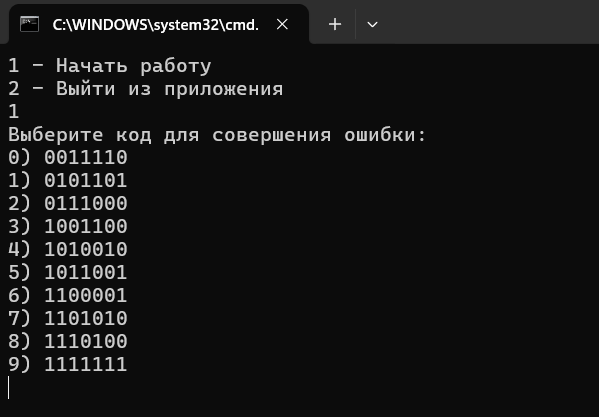 C:\WINDOWS\system32\cmd.
1 – Начать работу
2 – Выйти из приложения
1
Выберите код для совершения ошибки:
0) 0011110
1) 0101101
2) 0111000
3) 1001100
4) 1010010
5) 1011001
6) 1100001
7) 1101010
8) 1110100
9) 1111111